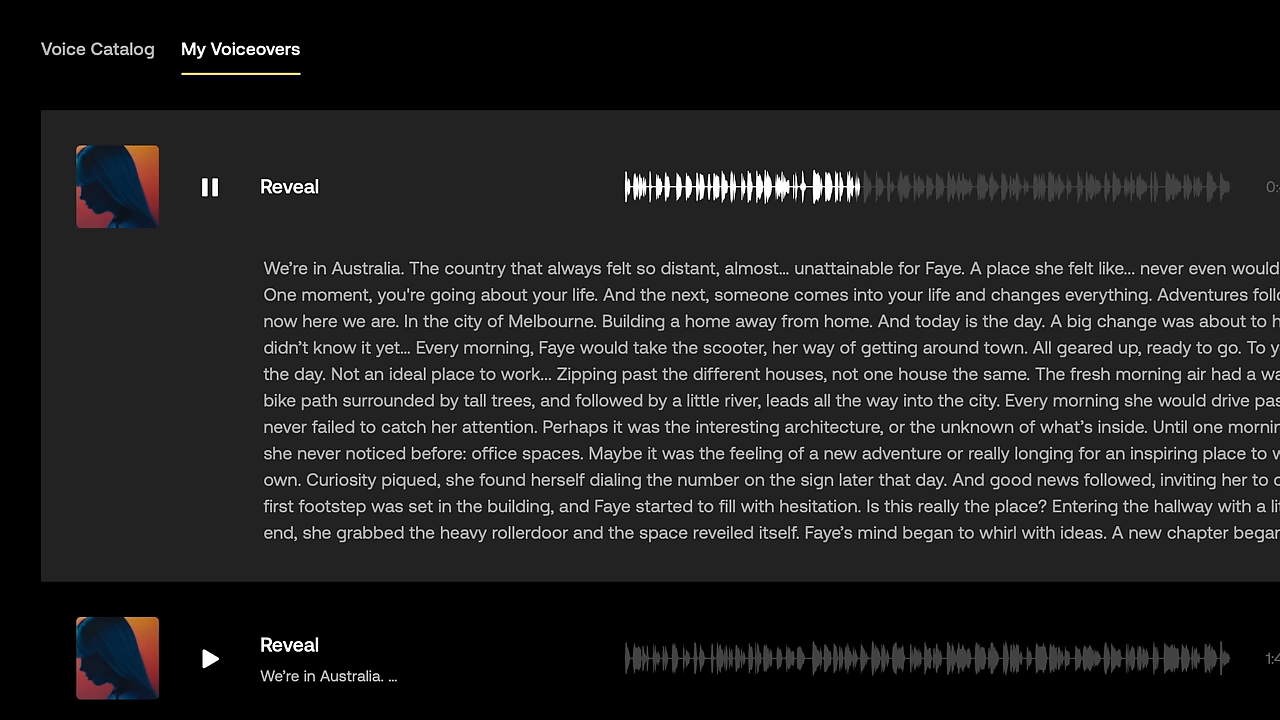 Voice Catalog My Voiceovers
Reveal
0:
We’re in Australia. The country that always felt so distant, almost... unattainable for Faye. A place she felt like... never even would
One moment, you're going about your life. And the next, someone comes into your life and changes everything. Adventures
now here we are. In the city of Melbourne. Building a home away from home. And today is the day. A big change was about to
didn’t know it yet... Every morning, Faye would take the scooter, her way of getting around town. All geared up, ready to go. To
the day. Not an ideal place to work... Zipping past the different houses, not one house the same. The fresh morning air had a
bike path surrounded by tall trees, and followed by a little river, leads all the way into the city. Every morning she would drive
never failed to catch her attention. Perhaps it was the interesting architecture, or the unknown of what’s inside. Until one
she never noticed before: office spaces. Maybe it was the feeling of a new adventure or really longing for an inspiring place to
own. Curiosity piqued, she found herself dialing the number on the sign later that day. And good news followed, inviting her to
first footstep was set in the building, and Faye started to fill with hesitation. Is this really the place? Entering the hallway with a
end, she grabbed the heavy rollerdoor and the space reveiled itself. Faye’s mind began to whirl with ideas. A new chapter
Reveal
We’re in Australia. ...
1:4